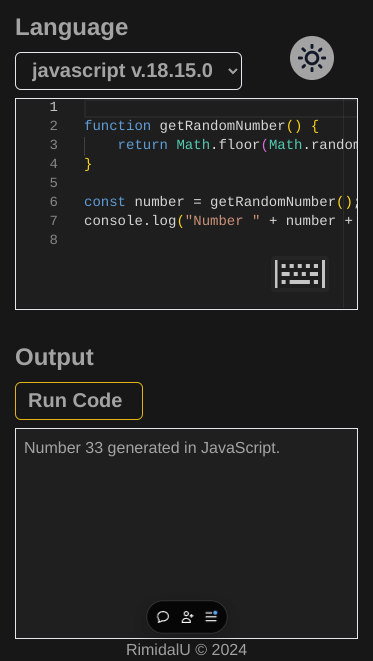 Language
javascript v.18.15.0
1
2 function getRandomNumber() {
3     return Math.floor(Math.random
4 }
5
6 const number = getRandomNumber();
7 console.log("Number " + number +
8
Output
Run Code
Number 33 generated in JavaScript.
RimidalU © 2024